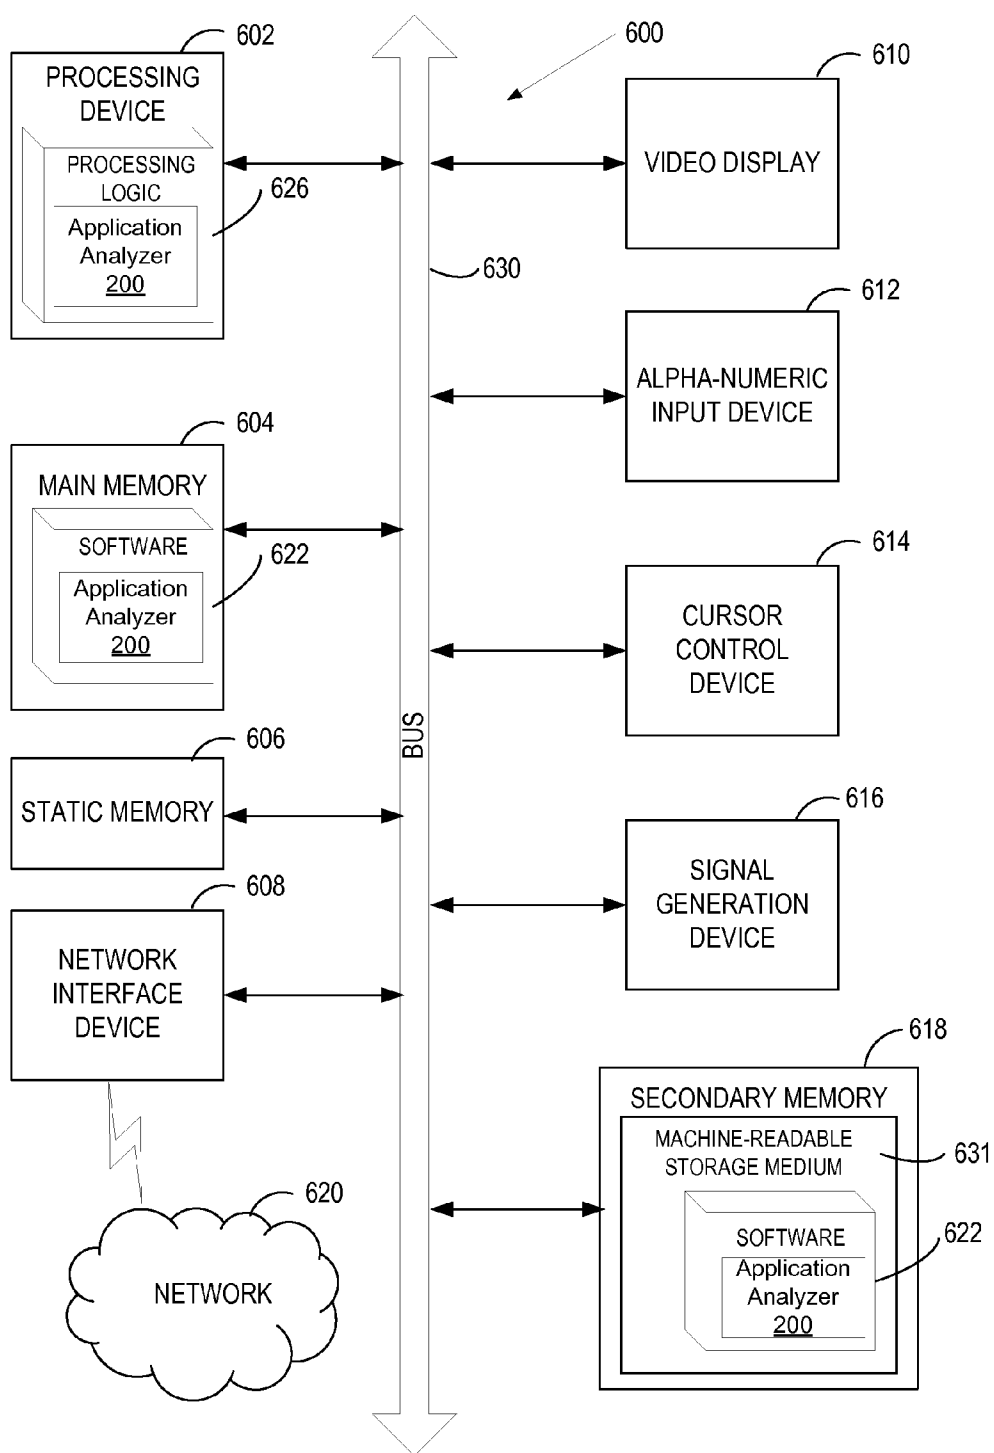 602
PROCESSING
DEVICE
PROCESSING
LOGIC
626
Application
Analyzer
200
604
MAIN MEMORY
SOFTWARE
622
Application
Analyzer
200
606
STATIC MEMORY
608
NETWORK
INTERFACE
DEVICE
620
NETWORK
600
630
BUS
610
VIDEO DISPLAY
612
ALPHA-NUMERIC
INPUT DEVICE
614
CURSOR
CONTROL
DEVICE
616
SIGNAL
GENERATION
DEVICE
618
SECONDARY MEMORY
MACHINE-READABLE
STORAGE MEDIUM
631
SOFTWARE
622
Application
Analyzer
200